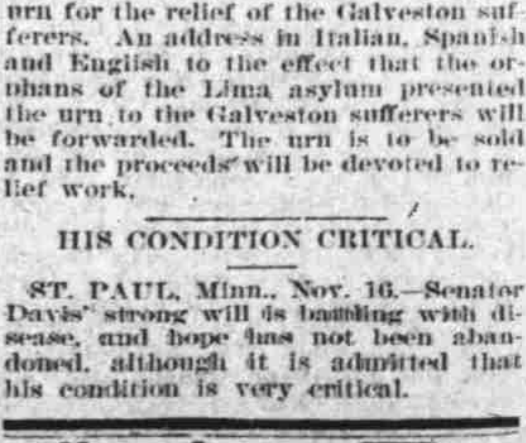 urn for the relief of the Galveston suf-
ferers. An address in Italian, Spanish
and English to the effect that the or-
phans of the Lima asylum presented
the urn to the Galveston sufferers will
be forwarded. The urn is to be sold
and the proceeds will be devoted to re-
lief work.
HIS CONDITION CRITICAL.
ST. PAUL, Minn., Nov. 16.—Senator
Davis' strong will is battling with di-
sease, and hope has not been aban-
doned, although it is admitted that
his condition is very critical.